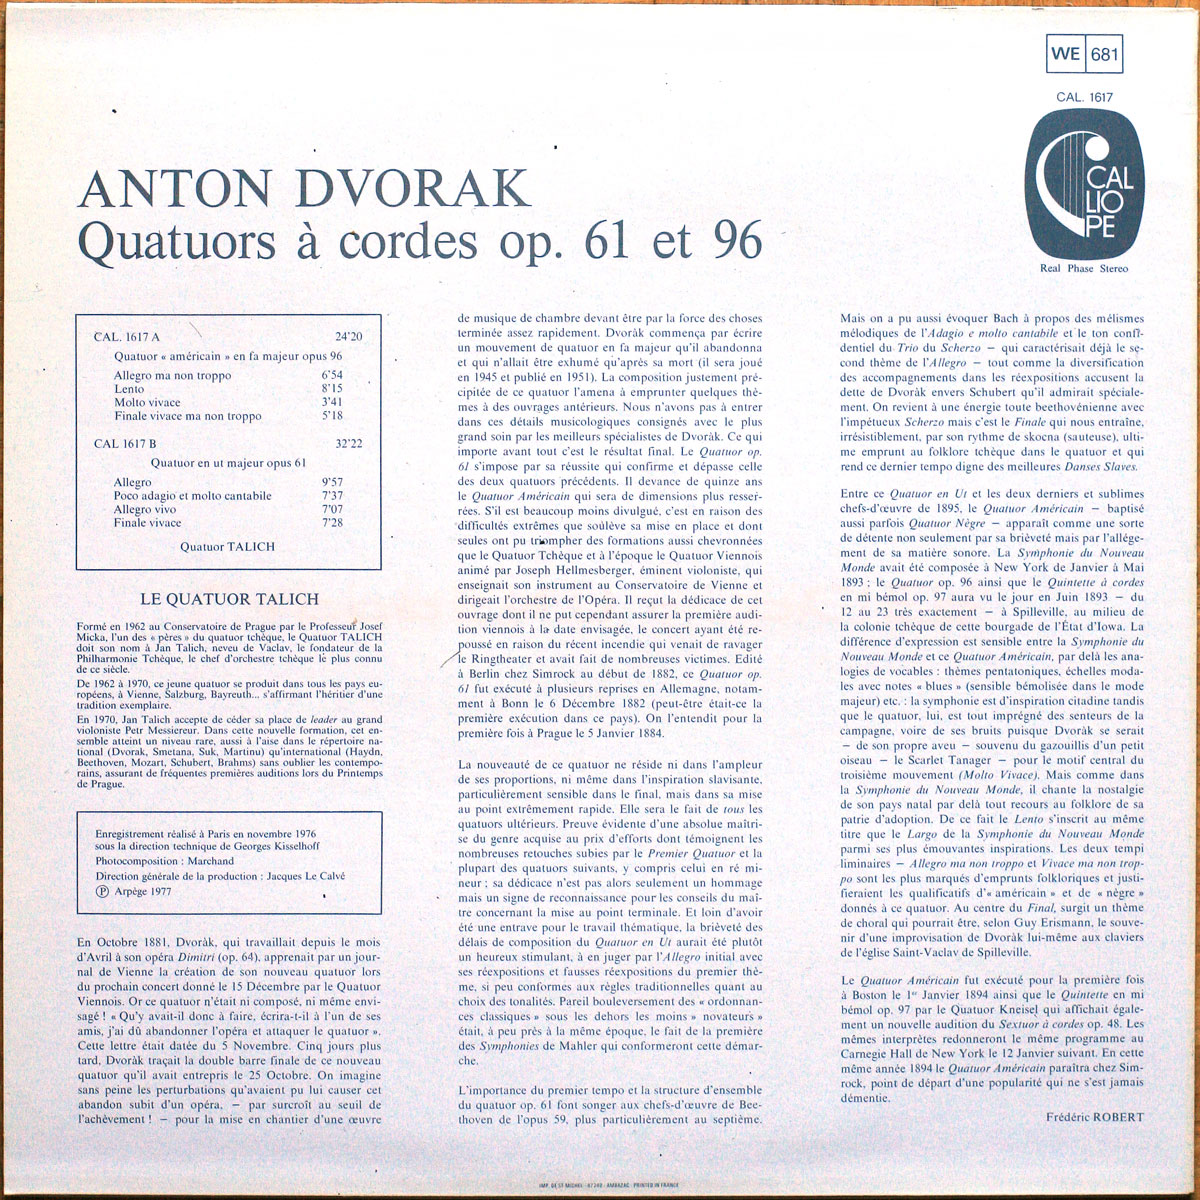 WE 681
CAL. 1617
CAL
LIO
PE
Real Phase Stereo
ANTON DVORAK
Quatuors à cordes op. 61 et 96
CAL. 1617 A 24'20
Quatuor « américain » en fa majeur opus 96
Allegro ma non troppo 6'54
Lento 8'15
Molto vivace 3'41
Finale vivace ma non troppo 5'18
CAL 1617 B 32'22
Quatuor en ut majeur opus 61
Allegro 9'57
Poco adagio et molto cantabile 7'37
Allegro vivo 7'07
Finale vivace 7'28
Quatuor TALICH
LE QUATUOR TALICH
Formé en 1962 au Conservatoire de Prague par le Professeur Josef
Micka, l'un des « pères » du quatuor tchèque, le Quatuor TALICH
doit son nom à Jan Talich, neveu de Vaclav, le fondateur de la
Philharmonie Tchèque, le chef d'orchestre tchèque le plus connu
de ce siècle.
De 1962 à 1970, ce jeune quatuor se produit dans tous les pays eu-
ropéens, à Vienne, Salzburg, Bayreuth... s'affirmant l'héritier d'une
tradition exemplaire.
En 1970, Jan Talich accepte de céder sa place de leader au grand
violoniste Petr Messiereur. Dans cette nouvelle formation, cet en-
semble atteint un niveau rare, aussi à l'aise dans le répertoire na-
tional (Dvorak, Smetana, Suk, Martinu) qu'international (Haydn,
Beethoven, Mozart, Schubert, Brahms) sans oublier les contempo-
rains, assurant de fréquentes premières auditions lors du Printemps
de Prague.
Enregistrement réalisé à Paris en novembre 1976
sous la direction technique de Georges Kisselhoff
Photocomposition : Marchand
Direction générale de la production : Jacques Le Calvé
Ⓟ Arpège 1977
En Octobre 1881, Dvoràk, qui travaillait depuis le mois
d'Avril à son opéra Dimitri (op. 64), apprenait par un jour-
nal de Vienne la création de son nouveau quatuor lors
du prochain concert donné le 15 Décembre par le Quatuor
Viennois. Or ce quatuor n'était ni composé, ni même envi-
sagé ! « Qu'y avait-il donc à faire, écrira-t-il à l'un de ses
amis, j'ai dû abandonner l'opéra et attaquer le quatuor ».
Cette lettre était datée du 5 Novembre. Cinq jours plus
tard, Dvoràk traçait la double barre finale de ce nouveau
quatuor qu'il avait entrepris le 25 Octobre. On imagine
sans peine les perturbations qu'avaient pu lui causer cet
abandon subit d'un opéra, — par surcroît au seuil de
l'achèvement ! — pour la mise en chantier d'une œuvre
de musique de chambre devant être par la force des choses
terminée assez rapidement. Dvoràk commença par écrire
un mouvement de quatuor en fa majeur qu'il abandonna
et qui n'allait être exhumé qu'après sa mort (il sera joué
en 1945 et publié en 1951). La composition justement pré-
cipitée de ce quatuor l'amena à emprunter quelques thè-
mes à des ouvrages antérieurs. Nous n'avons pas à entrer
dans ces détails musicologiques consignés avec le plus
grand soin par les meilleurs spécialistes de Dvoràk. Ce qui
importe avant tout c'est le résultat final. Le Quatuor op.
61 s'impose par sa réussite qui confirme et dépasse celle
des deux quatuors précédents. Il devance de quinze ans
le Quatuor Américain qui sera de dimensions plus resser-
rées. S'il est beaucoup moins divulgué, c'est en raison des
difficultés extrêmes que soulève sa mise en place et dont
seules ont pu triompher des formations aussi chevronnées
que le Quatuor Tchèque et à l'époque le Quatuor Viennois
animé par Joseph Hellmesberger, éminent violoniste, qui
enseignait son instrument au Conservatoire de Vienne et
dirigeait l'orchestre de l'Opéra. Il reçut la dédicace de cet
ouvrage dont il ne put cependant assurer la première audi-
tion viennois à la date envisagée, le concert ayant été re-
poussé en raison du récent incendie qui venait de ravager
le Ringtheater et avait fait de nombreuses victimes. Edité
à Berlin chez Simrock au début de 1882, ce Quatuor op.
61 fut exécuté à plusieurs reprises en Allemagne, notam-
ment à Bonn le 6 Décembre 1882 (peut-être était-ce la
première exécution dans ce pays). On l'entendit pour la
première fois à Prague le 5 Janvier 1884.
La nouveauté de ce quatuor ne réside ni dans l'ampleur
de ses proportions, ni même dans l'inspiration slavisante,
particulièrement sensible dans le final, mais dans sa mise
au point extrêmement rapide. Elle sera le fait de tous les
quatuors ultérieurs. Preuve évidente d'une absolue maîtri-
se du genre acquise au prix d'efforts dont témoignent les
nombreuses retouches subies par le Premier Quatuor et la
plupart des quatuors suivants, y compris celui en ré mi-
neur ; sa dédicace n'est pas alors seulement un hommage
mais un signe de reconnaissance pour les conseils du maî-
tre concernant la mise au point terminale. Et loin d'avoir
été une entrave pour le travail thématique, la brièveté des
délais de composition du Quatuor en Ut aurait été plutôt
un heureux stimulant, à en juger par l'Allegro initial avec
ses réexpositions et fausses réexpositions du premier thè-
me, si peu conformes aux règles traditionnelles quant au
choix des tonalités. Pareil bouleversement des « ordonnan-
ces classiques » sous les dehors les moins » novateurs »
était, à peu près à la même époque, le fait de la première
des Symphonies de Mahler qui conformeront cette démar-
che.
L'importance du premier tempo et la structure d'ensemble
du quatuor op. 61 font songer aux chefs-d'œuvre de Bee-
thoven de l'opus 59, plus particulièrement au septième.
Mais on a pu aussi évoquer Bach à propos des mélismes
mélodiques de l'Adagio e molto cantabile et le ton confi-
dentiel du Trio du Scherzo — qui caractérisait déjà le se-
cond thème de l'Allegro — tout comme la diversification
des accompagnements dans les réexpositions accusent la
dette de Dvoràk envers Schubert qu'il admirait spéciale-
ment. On revient à une énergie toute beethovénienne avec
l'impétueux Scherzo mais c'est le Finale qui nous entraîne,
irrésistiblement, par son rythme de skocna (sauteuse), ulti-
me emprunt au folklore tchèque dans le quatuor et qui
rend ce dernier tempo digne des meilleures Danses Slaves.
Entre ce Quatuor en Ut et les deux derniers et sublimes
chefs-d'œuvre de 1895, le Quatuor Américain — baptisé
aussi parfois Quatuor Nègre — apparaît comme une sorte
de détente non seulement par sa brièveté mais par l'allége-
ment de sa matière sonore. La Symphonie du Nouveau
Monde avait été composée à New York de Janvier à Mai
1893 ; le Quatuor op. 96 ainsi que le Quintette à cordes
en mi bémol op. 97 aura vu le jour en Juin 1893 — du
12 au 23 très exactement — à Spilleville, au milieu de
la colonie tchèque de cette bourgade de l'État d'Iowa. La
différence d'expression est sensible entre la Symphonie du
Nouveau Monde et ce Quatuor Américain, par delà les ana-
logies de vocables : thèmes pentatoniques, échelles moda-
les avec notes « blues » (sensible bémolisée dans le mode
majeur) etc. : la symphonie est d'inspiration citadine tandis
que le quatuor, lui, est tout imprégné des senteurs de la
campagne, voire de ses bruits puisque Dvoràk se serait
— de son propre aveu — souvenu du gazouillis d'un petit
oiseau — le Scarlet Tanager — pour le motif central du
troisième mouvement (Molto Vivace). Mais comme dans
la Symphonie du Nouveau Monde, il chante la nostalgie
de son pays natal par delà tout recours au folklore de sa
patrie d'adoption. De ce fait le Lento s'inscrit au même
titre que le Largo de la Symphonie du Nouveau Monde
parmi ses plus émouvantes inspirations. Les deux tempi
liminaires — Allegro ma non troppo et Vivace ma non trop-
po sont les plus marqués d'emprunts folkloriques et justi-
fieraient les qualificatifs d'« américain » et de « nègre »
donnés à ce quatuor. Au centre du Final, surgit un thème
de choral qui pourrait être, selon Guy Erismann, le souve-
nir d'une improvisation de Dvoràk lui-même aux claviers
de l'église Saint-Vaclav de Spilleville.
Le Quatuor Américain fut exécuté pour la première fois
à Boston le 1er Janvier 1894 ainsi que le Quintette en mi
bémol op. 97 par le Quatuor Kneisel qui affichait égale-
ment un nouvelle audition du Sextuor à cordes op. 48. Les
mêmes interprètes redonneront le même programme au
Carnegie Hall de New York le 12 Janvier suivant. En cette
même année 1894 le Quatuor Américain paraîtra chez Sim-
rock, point de départ d'une popularité qui ne s'est jamais
démentie.
Frédéric ROBERT
IMP. DE ST MICHEL - 87240 - AMBAZAC - PRINTED IN FRANCE